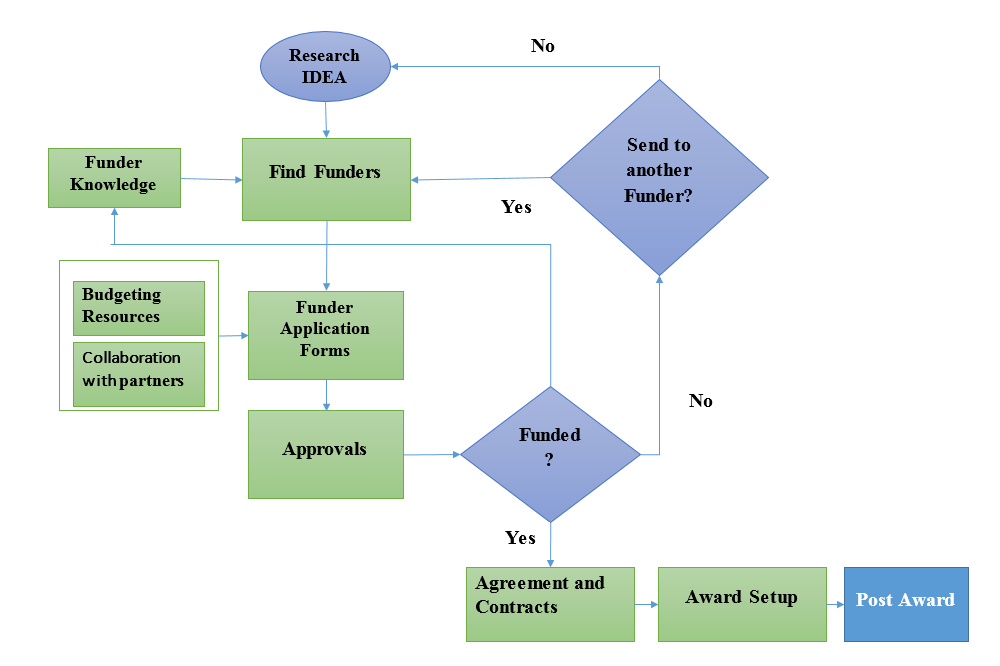 No
Research
IDEA
Send to
another
Funder?
Funder
Knowledge
Find Funders
Yes
Budgeting
Resources
Funder
Application
Forms
Collaboration
with partners
No
Approvals
Funded
?
Yes
Agreement and
Contracts
Award Setup
Post Award